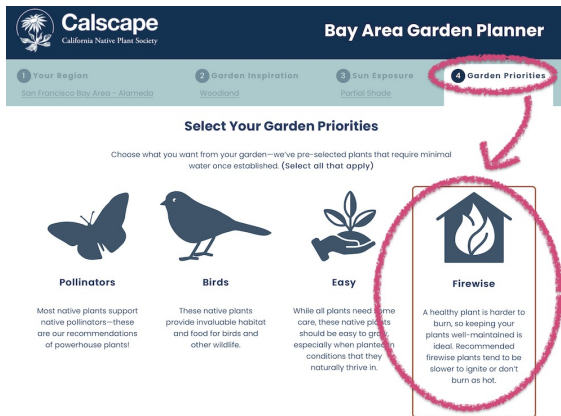 Calscape
California Native Plant Society
Bay Area Garden Planner
1 Your Region
San Francisco Bay Area - Alameda
2 Garden Inspiration
Woodland
3 Sun Exposure
Partial Shade
4 Garden Priorities
Select Your Garden Priorities
Choose what you want from your garden—we've pre-selected plants that require minimal
water once established. (Select all that apply)
Pollinators
Most native plants support
native pollinators—these
are our recommendations
of powerhouse plants!
Birds
These native plants
provide invaluable habitat
and food for birds and
other wildlife.
Easy
While all plants need some
care, these native plants
should be easy to grow,
especially when planted in
conditions that they
naturally thrive in.
Firewise
A healthy plant is harder to
burn, so keeping your
plants well-maintained is
ideal. Recommended
firewise plants tend to be
slower to ignite or don't
burn as hot.